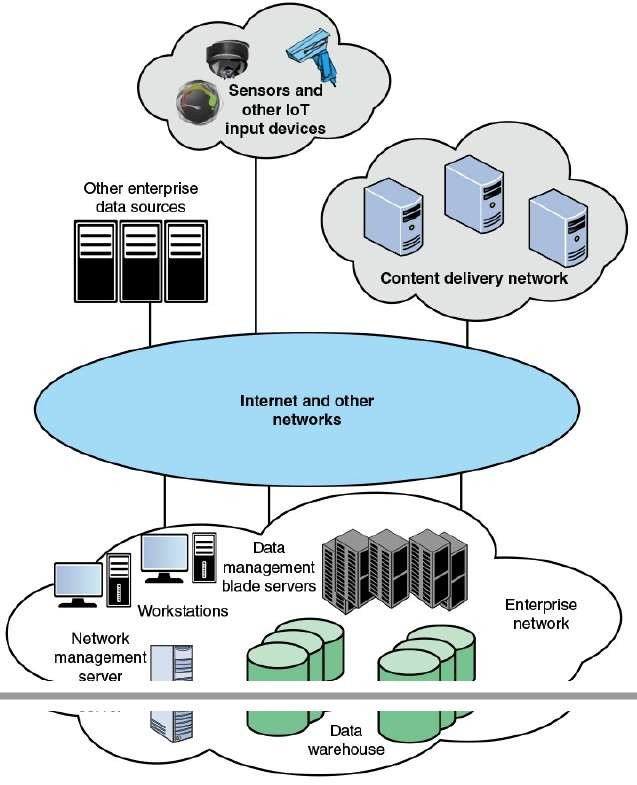 Sensors and
other IoT
input devices
Other enterprise
data sources
Content delivery network
Internet and other
networks
Data
management
blade servers
Workstations
Enterprise
network
Network
management
server
server
Data
warehouse